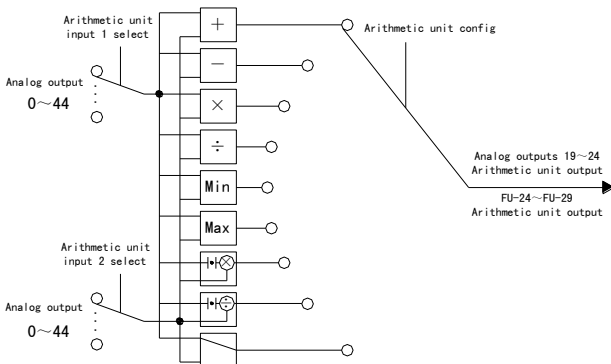 Arithmetic unit
input 1 select
Analog output
0～44
+
−
×
÷
Min
Max
|•|×
|•|÷
Arithmetic unit config
Analog outputs 19～24
Arithmetic unit output
FU-24～FU-29
Arithmetic unit output
Arithmetic unit
input 2 select
Analog output
0～44